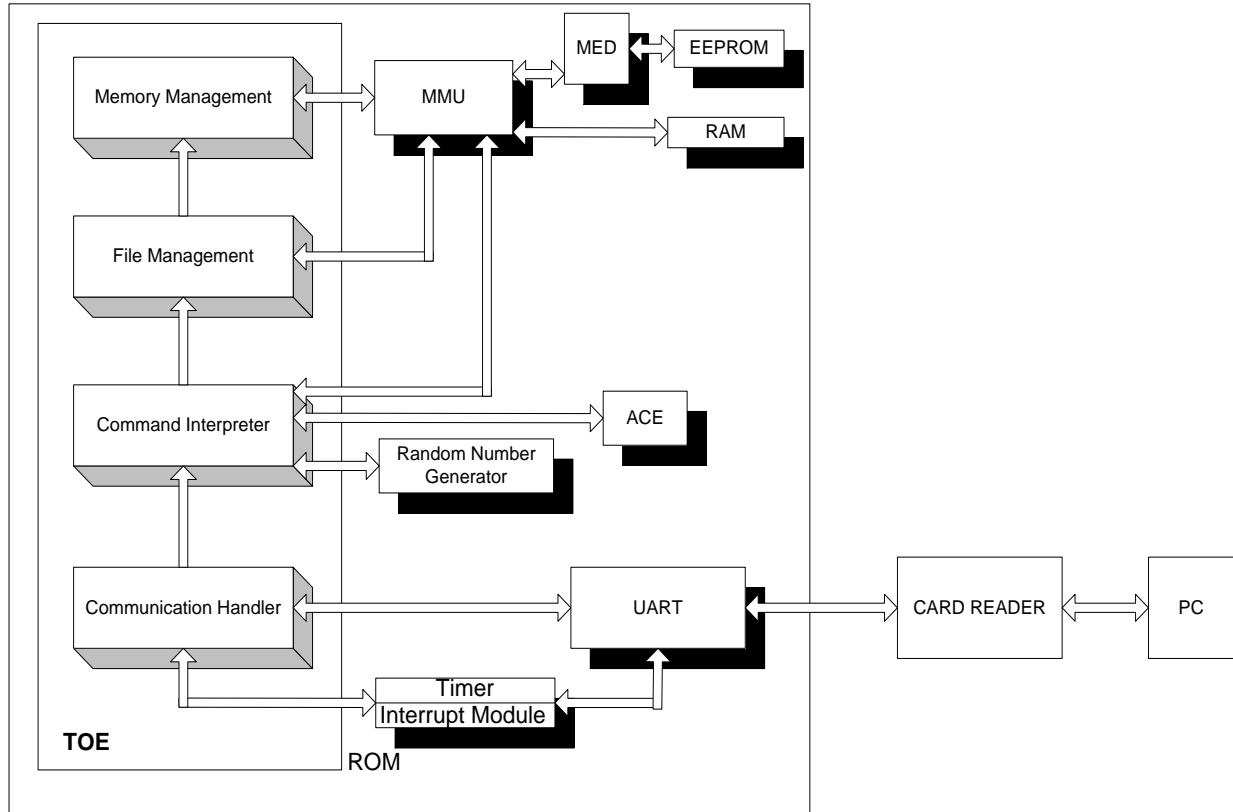 MED
EEPROM
Memory Management
MMU
RAM
File Management
Command Interpreter
ACE
Random Number
Generator
Communication Handler
UART
CARD READER
PC
Timer
Interrupt Module
TOE
ROM